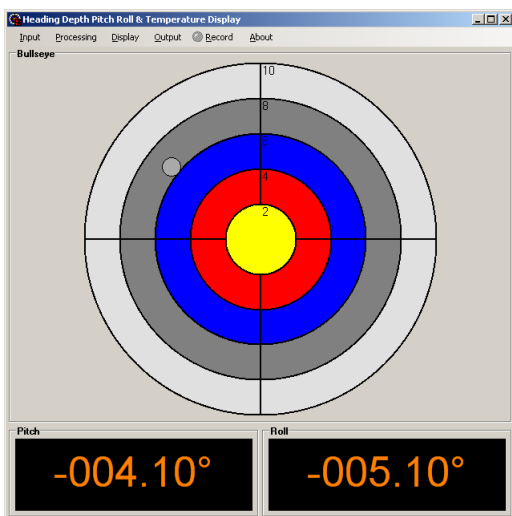 Heading Depth Pitch Roll & Temperature Display
Input Processing Display Output Record About
Bullseye
10
8
6
4
2
Pitch Roll
-004.10° -005.10°